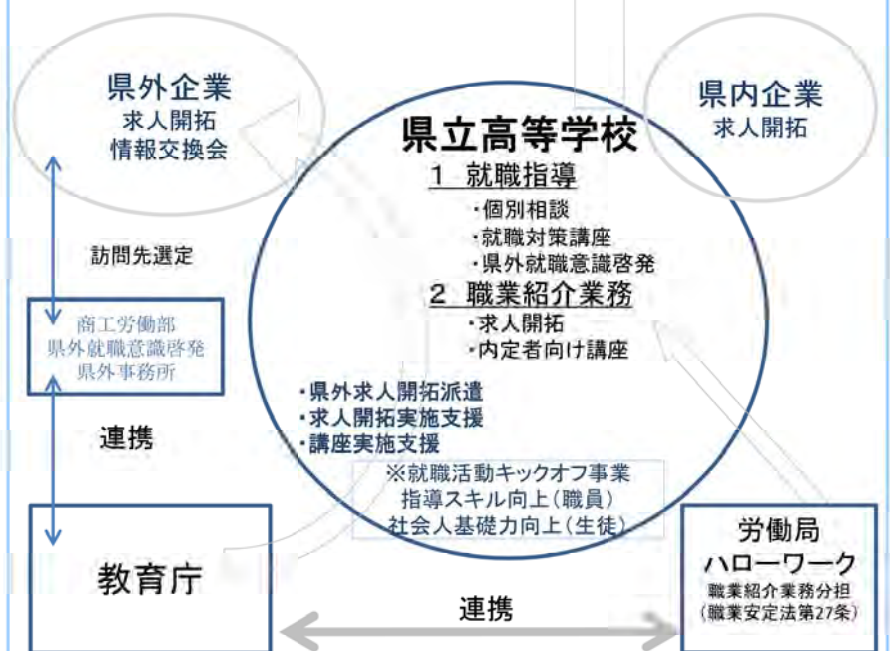 県外企業
求人開拓
情報交換会
県内企業
求人開拓
県立高等学校
1 就職指導
・個別相談
・就職対策講座
・県外就職意識啓発
2 職業紹介業務
・求人開拓
・内定者向け講座
・県外求人開拓派遣
・求人開拓実施支援
・講座実施支援
※就職活動キックオフ事業
指導スキル向上(職員)
社会人基礎力向上(生徒)
訪問先選定
商工労働部
県外就職意識啓発
県外事務所
連携
教育庁
連携
労働局
ハローワーク
職業紹介業務分担
(職業安定法第27条)